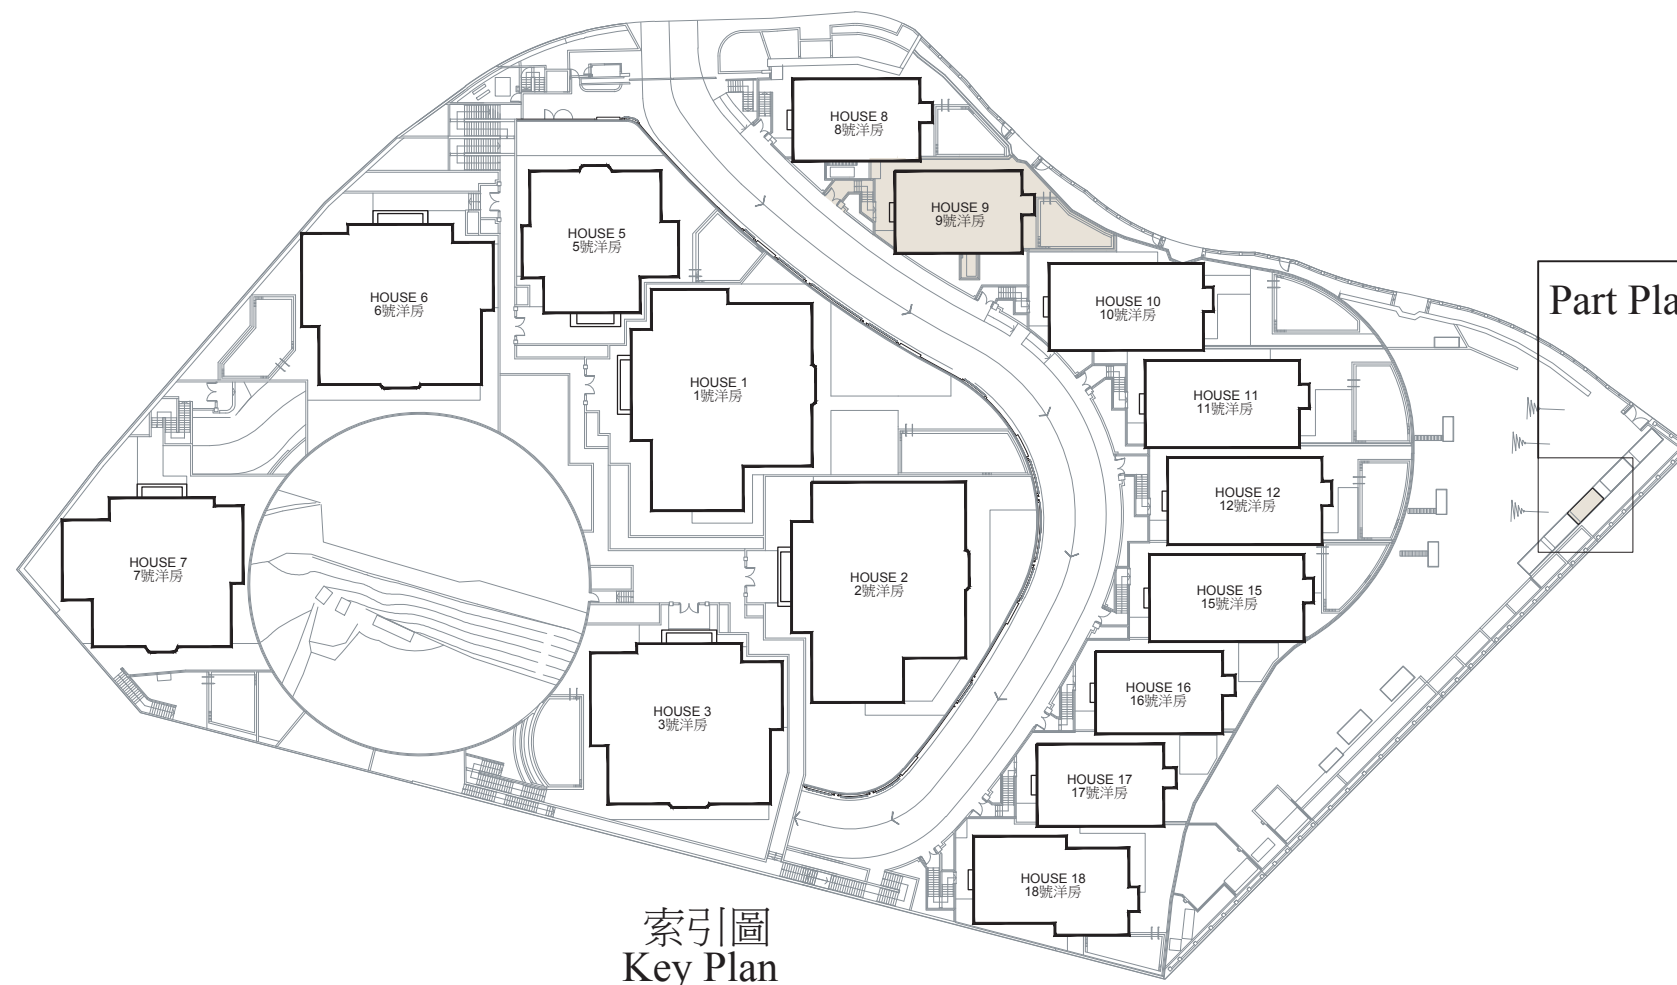 HOUSE 8
8號洋房
HOUSE 9
9號洋房
HOUSE 5
5號洋房
HOUSE 6
6號洋房
HOUSE 10
10號洋房
Part Pla
HOUSE 1
1號洋房
HOUSE 11
11號洋房
HOUSE 12
12號洋房
HOUSE 7
7號洋房
HOUSE 2
2號洋房
HOUSE 15
15號洋房
HOUSE 16
16號洋房
HOUSE 3
3號洋房
HOUSE 17
17號洋房
HOUSE 18
18號洋房
索引圖
Key Plan